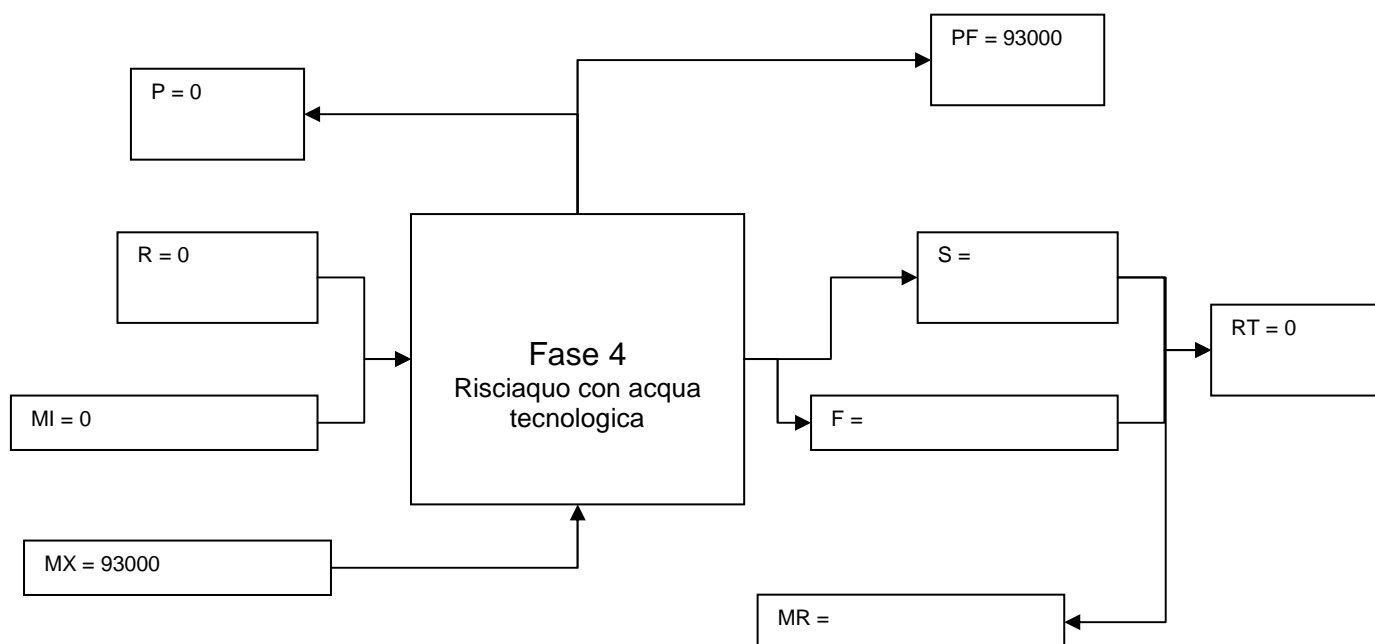 PF = 93000
P = 0
R = 0
S =
RT = 0
Fase 4
Risciaquo con acqua
tecnologica
MI = 0
F =
MX = 93000
MR =